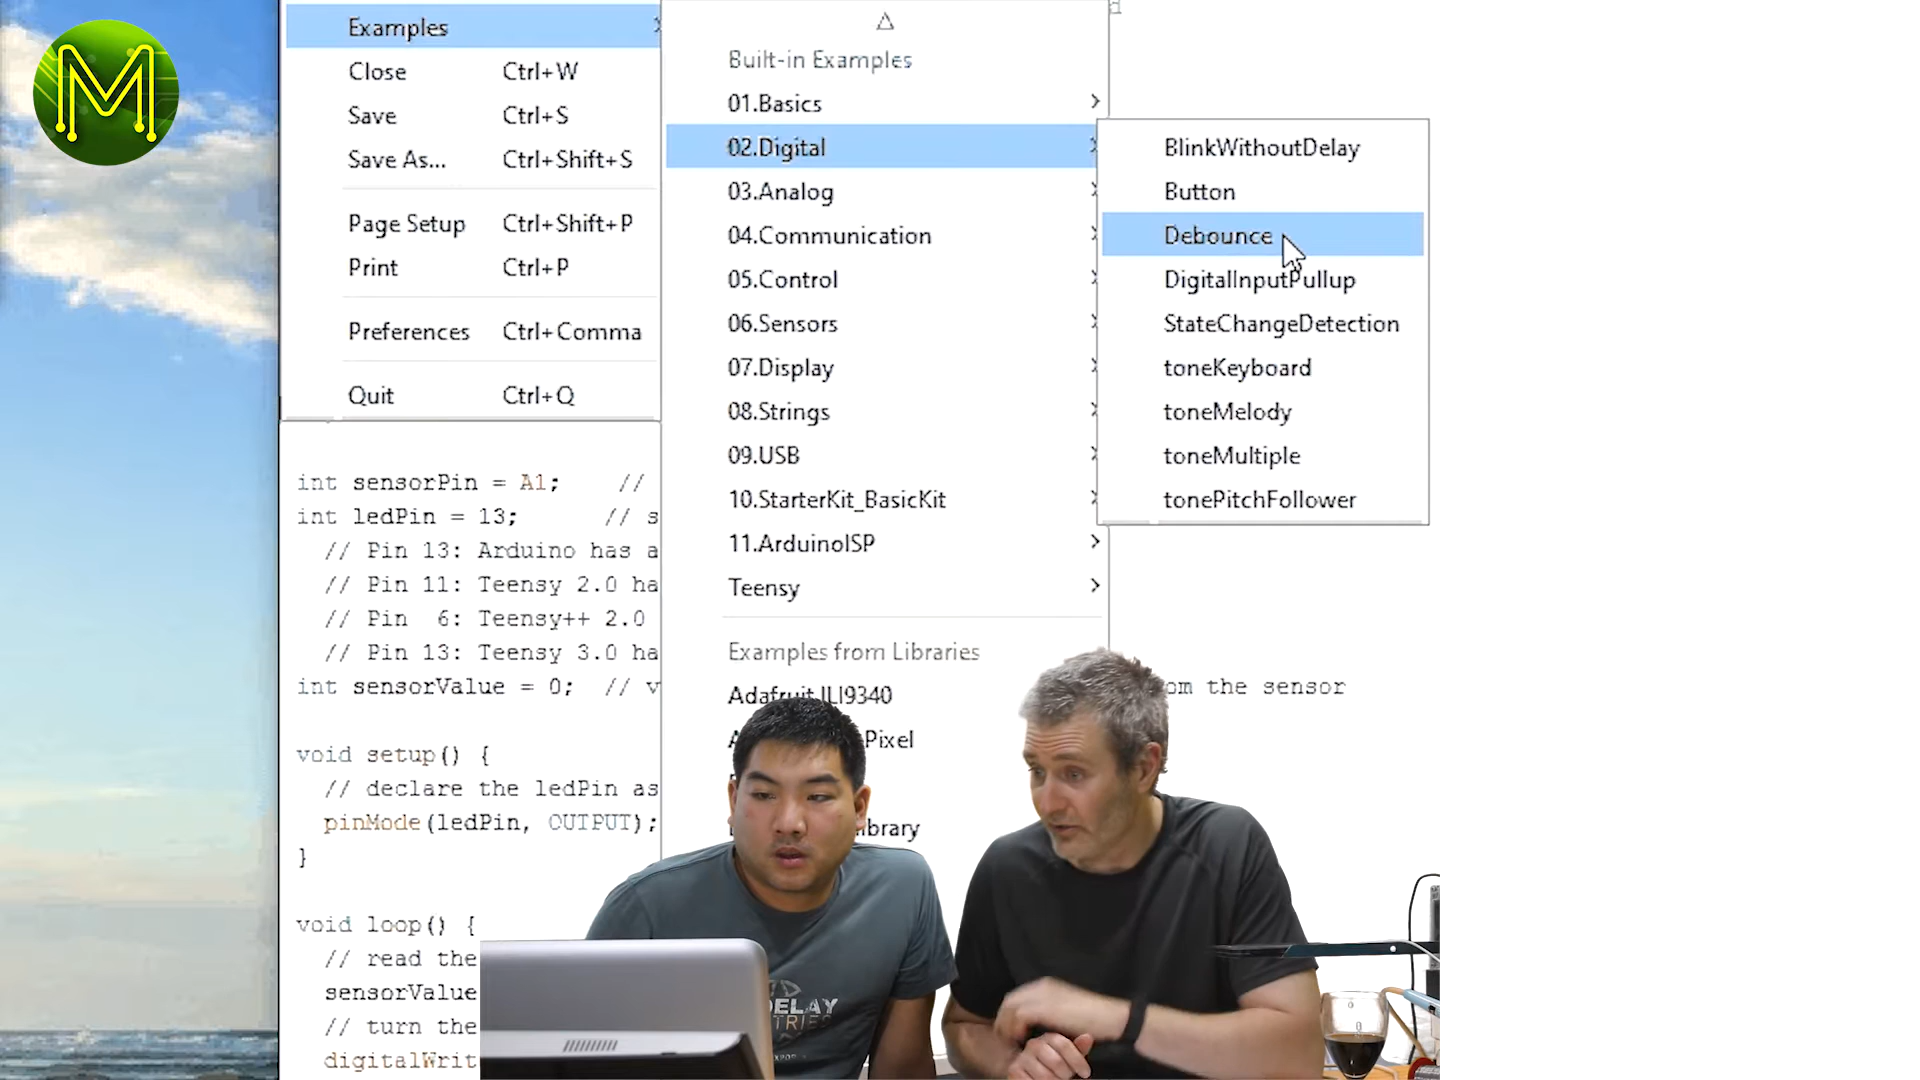 M
Examples
Close Ctrl+W
Save Ctrl+S
Save As... Ctrl+Shift+S
Page Setup Ctrl+Shift+P
Print Ctrl+P
Preferences Ctrl+Comma
Quit Ctrl+Q
Built-in Examples
01.Basics
02.Digital
03.Analog
04.Communication
05.Control
06.Sensors
07.Display
08.Strings
09.USB
10.StarterKit_BasicKit
11.ArduinoISP
Teensy
Examples from Libraries
Adafruit ILI9340
Pixel
BlinkWithoutDelay
Button
Debounce
DigitalInputPullup
StateChangeDetection
toneKeyboard
toneMelody
toneMultiple
tonePitchFollower
int sensorPin = A1; //
int ledPin = 13; // s
// Pin 13: Arduino has a
// Pin 11: Teensy 2.0 ha
// Pin 6: Teensy++ 2.0
// Pin 13: Teensy 3.0 ha
int sensorValue = 0; // v
om the sensor
void setup() {
// declare the ledPin as
pinMode(ledPin, OUTPUT);
}
void loop() {
// read the
sensorValue
// turn the
digitalWrit